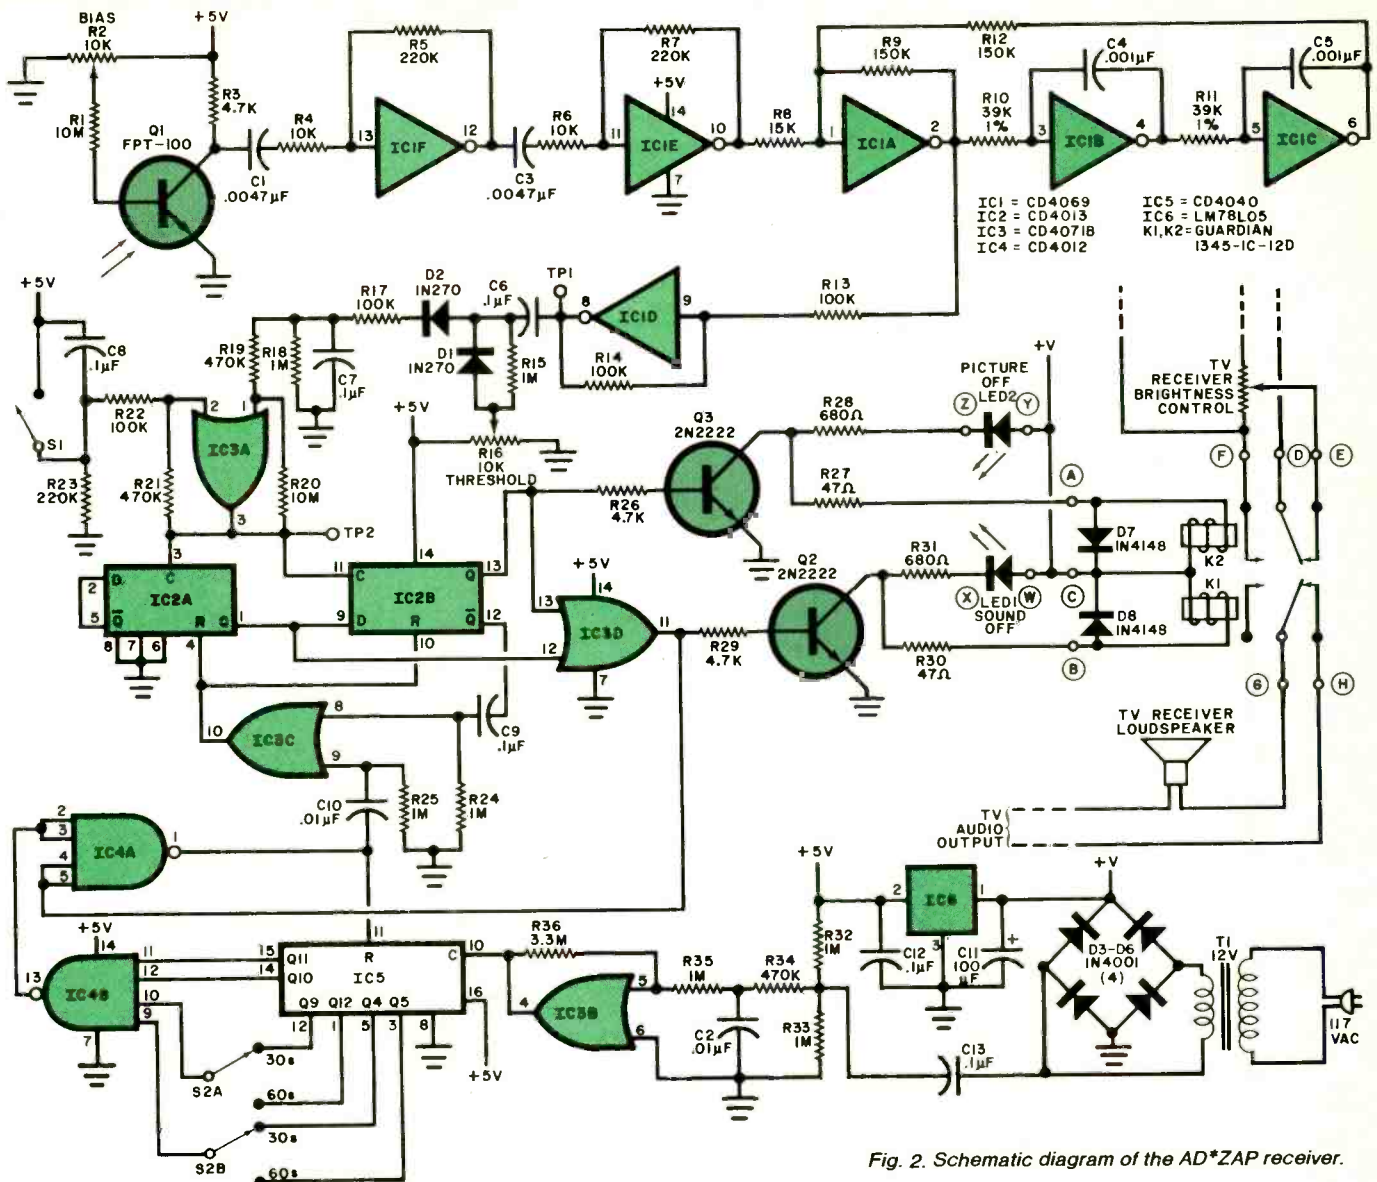 BIAS
R2
10K
+5V
R1
10M
R3
4.7K
Q1
FPT-100
C1
.0047µF
R4
10K
R5
220K
13
IC1F
12
C3
.0047µF
R6
10K
R7
220K
+5V
14
11
IC1E
10
7
R8
15K
R9
150K
1
IC1A
2
R12
150K
R10
39K
1%
C4
.001µF
3
IC1B
4
R11
39K
1%
C5
.001µF
5
IC1C
6
IC1 = CD4069
IC2 = CD4013
IC3 = CD4071B
IC4 = CD4012
IC5 = CD4040
IC6 = LM78L05
K1,K2=GUARDIAN
1345-1C-12D
+5V
C8
.1µF
S1
R23
220K
R22
100K
R21
470K
R19
470K
R18
1M
C7
.1µF
R17
100K
D2
1N270
D1
1N270
C6
.1µF
R15
1M
TP1
8
IC1D
9
R14
100K
R13
100K
2
1
IC3A
3
R20
10M
TP2
+5V
R16
10K
THRESHOLD
2
D
3
C
IC2A
5
Q̅
R
Q
1
8
7
6
4
14
11
C
Q
13
IC2B
9
D
R
Q̅
12
10
R26
4.7K
Q3
2N2222
R28
680Ω
R27
47Ω
PICTURE
OFF
LED2
Z
Y
+V
A
+5V
14
13
IC3D
11
12
7
R29
4.7K
Q2
2N2222
R31
680Ω
R30
47Ω
X
LED1
W
SOUND
OFF
C
B
D7
1N4148
D8
1N4148
K2
K1
TV
RECEIVER
BRIGHTNESS
CONTROL
F
D
E
G
H
TV RECEIVER
LOUDSPEAKER
TV
AUDIO
OUTPUT
10
IC3C
8
9
C9
.1µF
C10
.01µF
R25
1M
R24
1M
2
3
4
5
IC4A
1
+5V
14
13
IC4B
11
12
10
9
7
15
Q11
14
Q10
11
R
IC5
C
10
16
Q9
Q12
Q4
Q5
12
1
5
3
8
+5V
S2A
30s
60s
S2B
30s
60s
R36
3.3M
4
IC3B
5
6
R35
1M
R34
470K
C2
.01µF
+5V
R32
1M
R33
1M
C12
.1µF
2
IC6
1
3
C11
100
µF
+
+V
D3-D6
1N4001
(4)
C13
.1µF
T1
12V
117
VAC
Fig. 2. Schematic diagram of the AD*ZAP receiver.